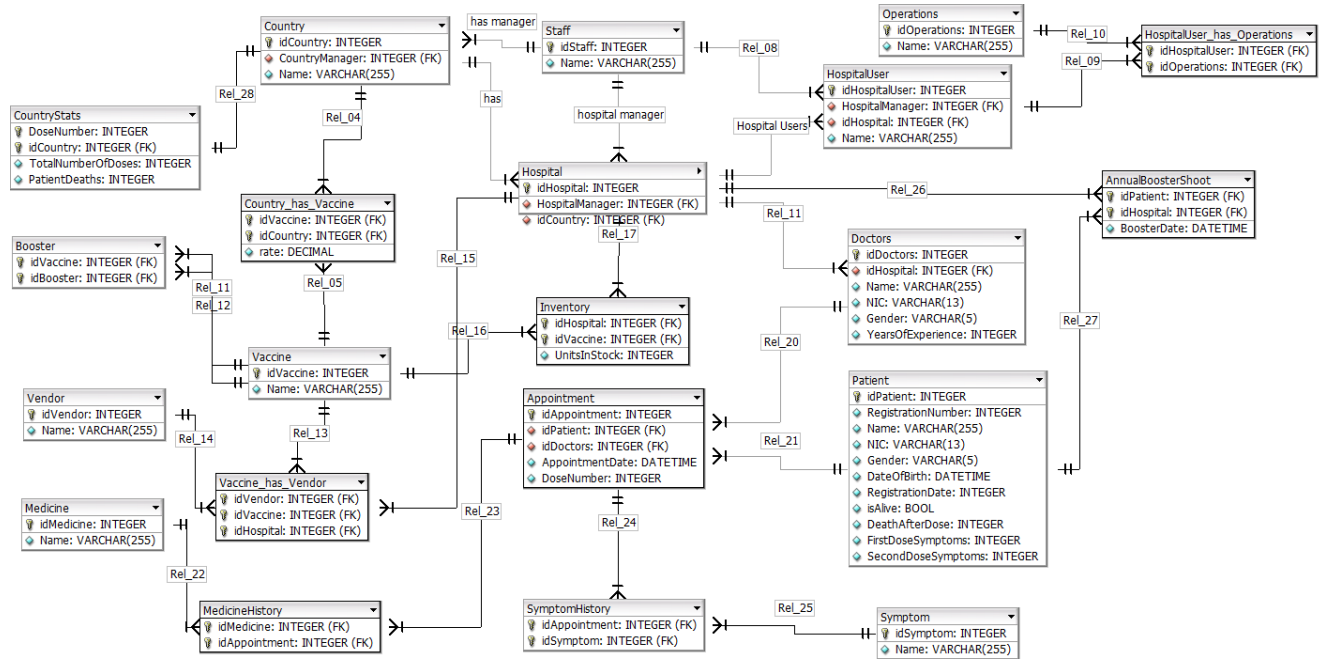 Country
idCountry: INTEGER
CountryManager: INTEGER (FK)
Name: VARCHAR(255)
has manager
Staff
idStaff: INTEGER
Name: VARCHAR(255)
Rel_08
Operations
idOperations: INTEGER
Name: VARCHAR(255)
Rel_10
HospitalUser_has_Operations
idHospitalUser: INTEGER (FK)
idOperations: INTEGER (FK)
Rel_09
HospitalUser
idHospitalUser: INTEGER
HospitalManager: INTEGER (FK)
idHospital: INTEGER (FK)
Name: VARCHAR(255)
Rel_28
CountryStats
DoseNumber: INTEGER
idCountry: INTEGER (FK)
TotalNumberOfDoses: INTEGER
PatientDeaths: INTEGER
Rel_04
has
hospital manager
Hospital Users
Hospital
idHospital: INTEGER
HospitalManager: INTEGER (FK)
idCountry: INTEGER (FK)
Rel_26
AnnualBoosterShoot
idPatient: INTEGER (FK)
idHospital: INTEGER (FK)
BoosterDate: DATETIME
Country_has_Vaccine
idVaccine: INTEGER (FK)
idCountry: INTEGER (FK)
rate: DECIMAL
Rel_11
Rel_17
Booster
idVaccine: INTEGER (FK)
idBooster: INTEGER (FK)
Rel_11
Rel_12
Rel_05
Rel_15
Doctors
idDoctors: INTEGER
idHospital: INTEGER (FK)
Name: VARCHAR(255)
NIC: VARCHAR(13)
Gender: VARCHAR(5)
YearsOfExperience: INTEGER
Rel_27
Inventory
idHospital: INTEGER (FK)
idVaccine: INTEGER (FK)
UnitsInStock: INTEGER
Rel_16
Rel_20
Vaccine
idVaccine: INTEGER
Name: VARCHAR(255)
Vendor
idVendor: INTEGER
Name: VARCHAR(255)
Rel_14
Rel_13
Appointment
idAppointment: INTEGER
idPatient: INTEGER (FK)
idDoctors: INTEGER (FK)
AppointmentDate: DATETIME
DoseNumber: INTEGER
Rel_21
Patient
idPatient: INTEGER
RegistrationNumber: INTEGER
Name: VARCHAR(255)
NIC: VARCHAR(13)
Gender: VARCHAR(5)
DateOfBirth: DATETIME
RegistrationDate: INTEGER
isAlive: BOOL
DeathAfterDose: INTEGER
FirstDoseSymptoms: INTEGER
SecondDoseSymptoms: INTEGER
Vaccine_has_Vendor
idVendor: INTEGER (FK)
idVaccine: INTEGER (FK)
idHospital: INTEGER (FK)
Medicine
idMedicine: INTEGER
Name: VARCHAR(255)
Rel_23
Rel_24
Rel_22
MedicineHistory
idMedicine: INTEGER (FK)
idAppointment: INTEGER (FK)
SymptomHistory
idAppointment: INTEGER (FK)
idSymptom: INTEGER (FK)
Rel_25
Symptom
idSymptom: INTEGER
Name: VARCHAR(255)